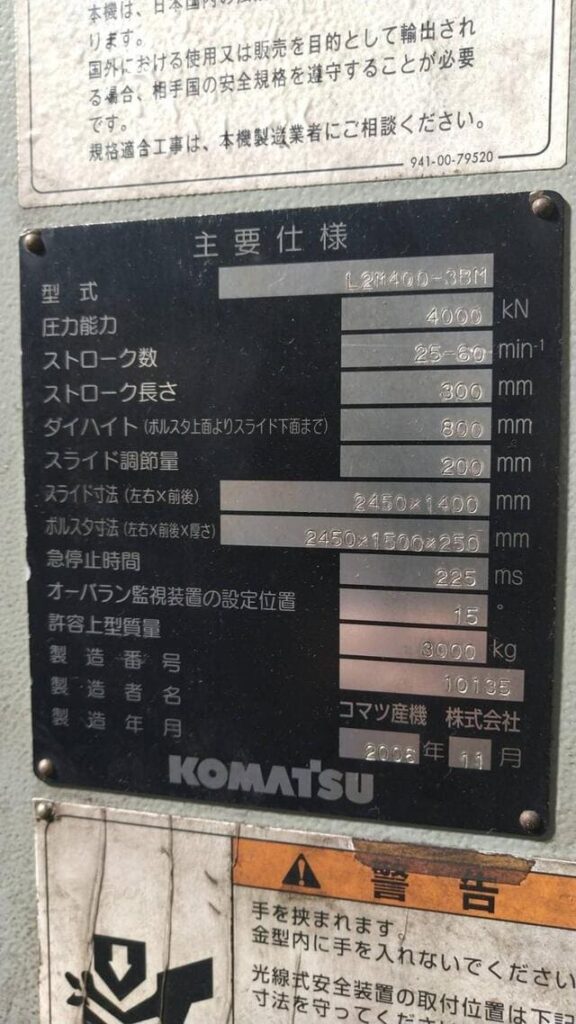 本機は、日本国内の
ります。
国外における使用又は販売を目的として輸出され
る場合、相手国の安全規格を遵守することが必要
です。
規格適合工事は、本機製造業者にご相談ください。
941-00-79520
主要仕様
型式 L2M400-3BM
圧力能力 4000 kN
ストローク数 25-60 min-1
ストローク長さ 300 mm
ダイハイト(ボルスタ上面よりスライド下面まで) 800 mm
スライド調節量 200 mm
スライド寸法(左右×前後) 2450×1400 mm
ボルスタ寸法(左右×前後×厚さ) 2450×1500×250 mm
急停止時間 225 ms
オーバラン監視装置の設定位置 15 °
許容上型質量 3000 kg
製造番号 10135
製造者名 コマツ産機 株式会社
製造年月 年 11 月
KOMATSU
警告
手を挟まれます。
金型内に手を入れないでください
光線式安全装置の取付位置は下記
寸法を守ってください